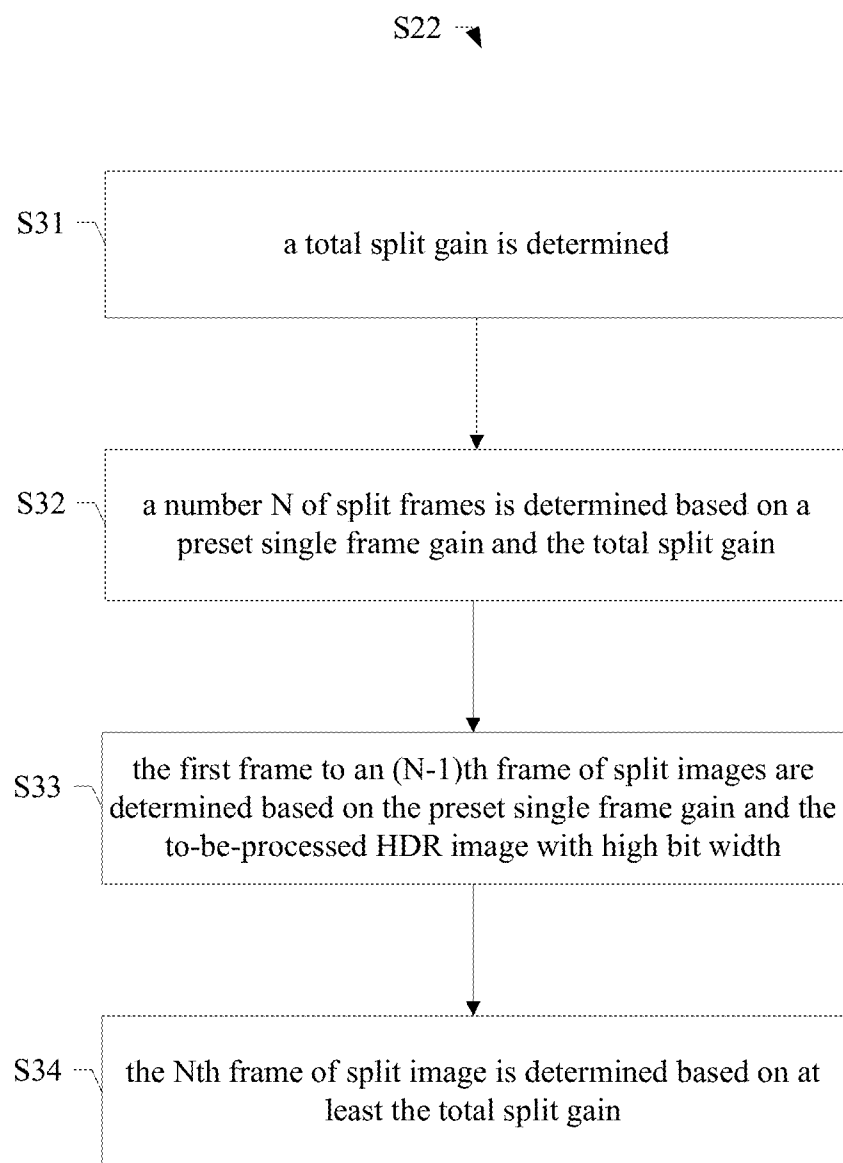 S22
S31
a total split gain is determined
S32
a number N of split frames is determined based on a
preset single frame gain and the total split gain
S33
the first frame to an (N-1)th frame of split images are
determined based on the preset single frame gain and the
to-be-processed HDR image with high bit width
S34
the Nth frame of split image is determined based on at
least the total split gain